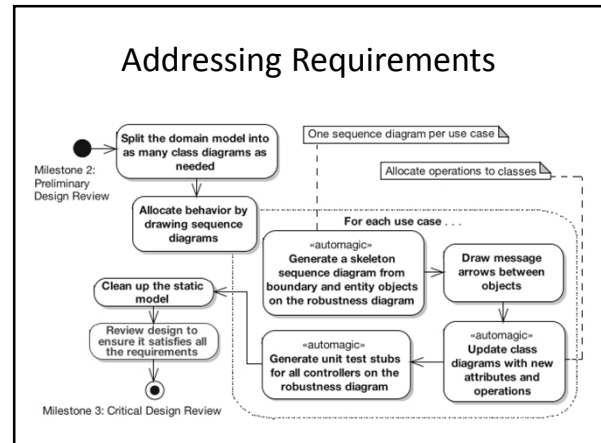 Addressing Requirements
One sequence diagram per use case
Split the domain model into
as many class diagrams as
needed
Milestone 2:
Preliminary
Design Review
Allocate operations to classes
Allocate behavior by
drawing sequence
diagrams
For each use case . . .
«automagic»
Generate a skeleton
sequence diagram from
boundary and entity objects
on the robustness diagram
Draw message
arrows between
objects
Clean up the static
model
«automagic»
Generate unit test stubs
for all controllers on the
robustness diagram
«automagic»
Update class
diagrams with new
attributes and
operations
Review design to
ensure it satisfies all
the requirements
Milestone 3: Critical Design Review